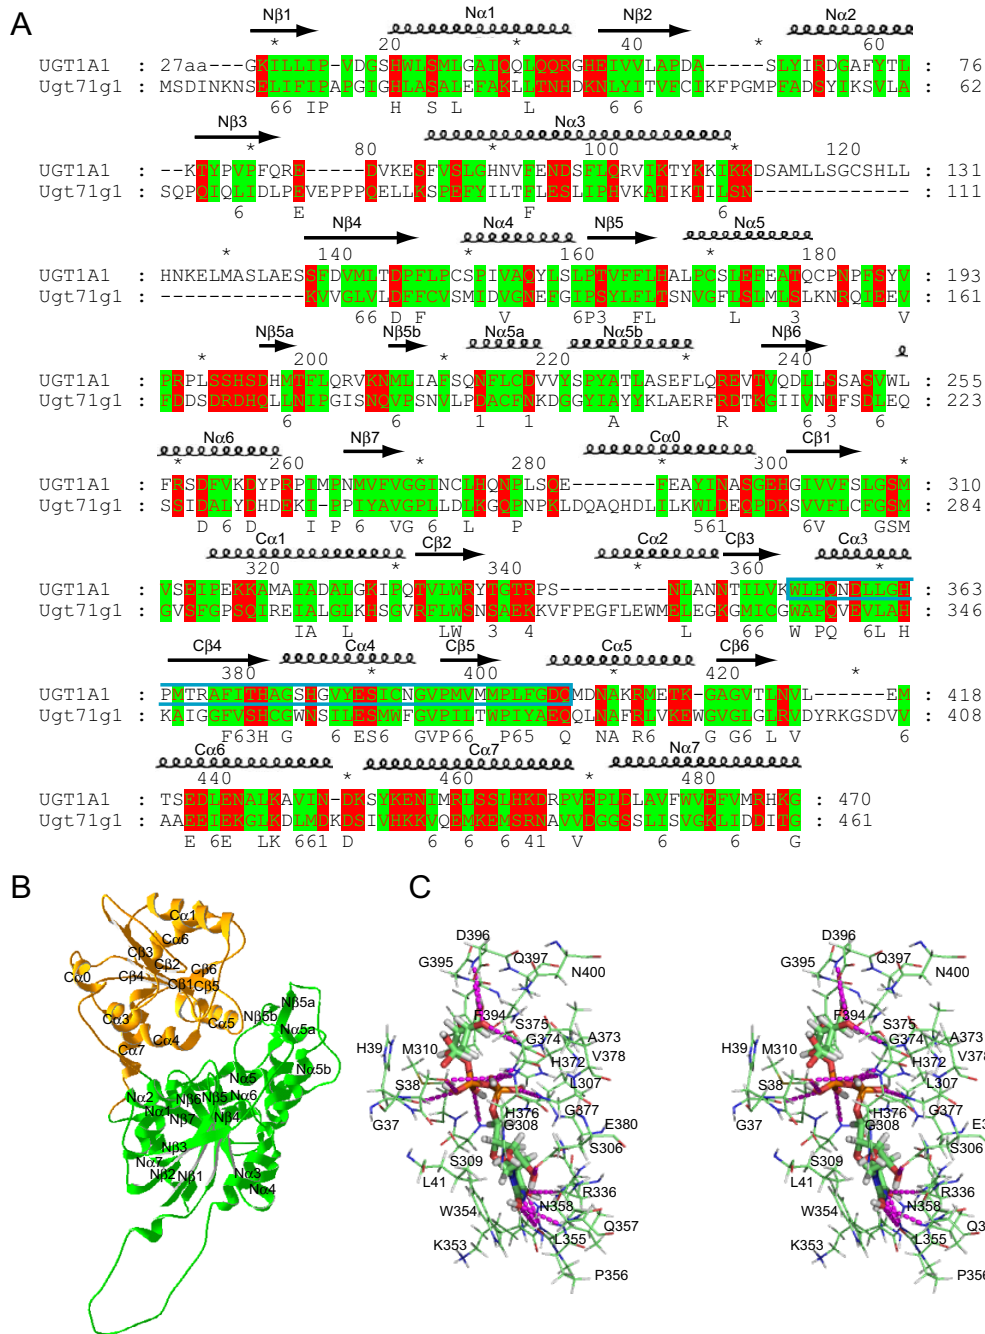 A
Nβ1 Nα1 Nβ2 Nα2
* 20 * 40 * 60
UGT1A1 : 27aa---GKILLIP-VDGSHWLSMLGAIQQLQQRGHEIVVLAPDA----SLYIRDGAFYTL : 76
Ugt71g1 : MSDINKNSELIFIPAPGIGHLASALEFAKLLTNHDKNLYITVFCIKFPGMPFADSYIKSVLA : 62
66 IP H S L L 6 6
Nβ3 Nα3
* 80 * 100 * 120
UGT1A1 : --KTYPVPFQRE-----DVKESFVSLGHNVFENDSFLQRVIKTYKKIKKDSAMLLSGCSHLL : 131
Ugt71g1 : SQPQIQLIDLPEVEPPPQELLKSPEFYILTFLESLIPHVKATIKTILSN------------- : 111
6 E F 6
Nβ4 Nα4 Nβ5 Nα5
* 140 * 160 * 180
UGT1A1 : HNKELMASLAESSFDVMLTDPFLPCSPIVAQYLSLPTVFFLHALPCSLEFEATQCPNPFSYV : 193
Ugt71g1 : ------------KVVGLVLDFFCVSMIDVGNEFGIPSYLFLTSNVGFLSLMLSLKNRQIEEV : 161
66 D F V 6P3 FL L 3 V
Nβ5a Nβ5b Nα5a Nα5b Nβ6
* 200 * 220 * 240
UGT1A1 : PRPLSSHSDHMTFLQRVKNMLIAFSQNFLCDVVYSPYATLASEFLQREVTVQDLLSSASVWL : 255
Ugt71g1 : FDDSDRDHQLLNIPGISNQVPSNVLPDACFNKDGGYIAYYKLAERFRDTKGIIVNTFSDLEQ : 223
6 6 1 1 A R 6 3 6
Nα6 Nβ7 Cα0 Cβ1
* 260 * 280 * 300 *
UGT1A1 : FRSDFVKDYPRPIMPNMVFVGGINCLHQNPLSQE-------FEAYINASGEHGIVVFSLGSM : 310
Ugt71g1 : SSIDALYDHDEKI-PPIYAVGPLLDLKGQPNPKLDQAQHDLILKWLDEQPDKSVVFLCFGSM : 284
D 6 D I P 6 VG 6 L P 561 6V GSM
Cα1 Cβ2 Cα2 Cβ3 Cα3
320 * 340 * 360 *
UGT1A1 : VSEIPEKKAMAIADALGKIPQTVLWRYTGTRPS-------NLANNTILVKWLPQNDLLGH : 363
Ugt71g1 : GVSFGPSQIREIALGLKHSGVRFLWSNSAEKKVFPEGFLEWMELEGKGMICGWAPQVEVLAH : 346
IA L LW 3 4 L 66 W PQ 6L H
Cβ4 Cα4 Cβ5 Cα5 Cβ6
380 * 400 * 420 *
UGT1A1 : PMTRAFITHAGSHGVYESICNGVPMVMMPLFGDQMDNAKRMETK-GAGVTLNVL------EM : 418
Ugt71g1 : KAIGGFVSHCGWNSILESMWFGVPILTWPIYAEQQLNAFRLVKEWGVGLGLRVDYRKGSDVV : 408
F63H G 6 ES6 GVP66 P65 Q NA R6 G G6 L V 6
Cα6 Cα7 Nα7
440 * 460 * 480
UGT1A1 : TSEDLENALKAVIN-DKSYKENIMRLSSLHKDRPVEPLDLAVFWVEFVMRHKG : 470
Ugt71g1 : AAEEIEKGLKDLMDKDSIVHKKVQEMKEMSRNAVVDGGSSLISVGKLIDDITG : 461
E 6E LK 661 D 6 6 6 41 V 6 6 G
B
Cα1
Cα6
Cβ3
Cβ2
Cα0
Cβ4
Cβ6
Cβ1
Cβ5
Nβ5a
Cα3
Cα5
Nβ5b
Nα5a
Cα4
Cα7
Nα5b
Nα5
Nα2
Nβ6
Nβ5
Nα6
Nα1
Nβ7
Nβ4
Nβ3
Nα7
Nβ2
Nβ1
Nα3
Nα4
C
D396
G395
Q397
N400
F394
S375
A373
G374
H39
M310
V378
H372
S38
L307
H376
G377
G37
G308
E380
S306
S309
L41
R336
W354
N358
Q357
K353
L355
P356
D396
G395
Q397
N400
F394
S375
A373
G374
H39
M310
V378
H372
S38
L307
H376
G377
G37
G308
E3
S306
S309
L41
R336
W354
N358
Q3
K353
L355
P356